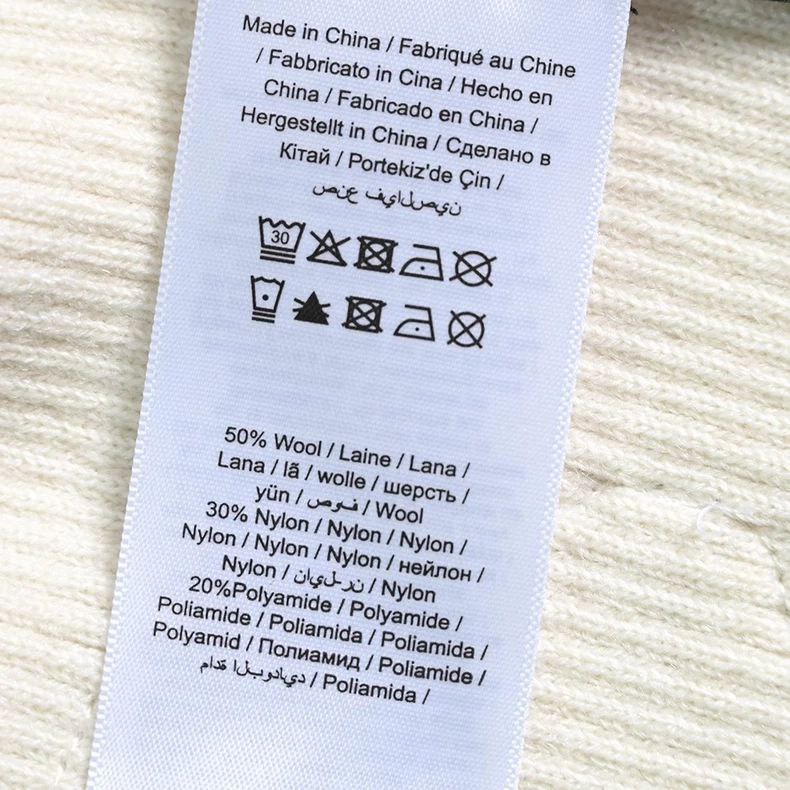 Made in China / Fabriqué au Chine
/ Fabbricato in Cina / Hecho en
China / Fabricado en China /
Hergestellt in China / Сделано в
Кітай / Portekiz'de Çin /
صنع فيالصين
30
50% Wool / Laine / Lana /
Lana / lã / wolle / шерсть /
yün / صوف / Wool
30% Nylon / Nylon / Nylon /
Nylon / Nylon / Nylon / нейлон /
Nylon / نايل-رن / Nylon
20%Polyamide / Polyamide /
Poliamide / Poliamida / Poliamida /
Polyamid / Полиамид / Poliamide /
مادة البودايد / Poliamida /